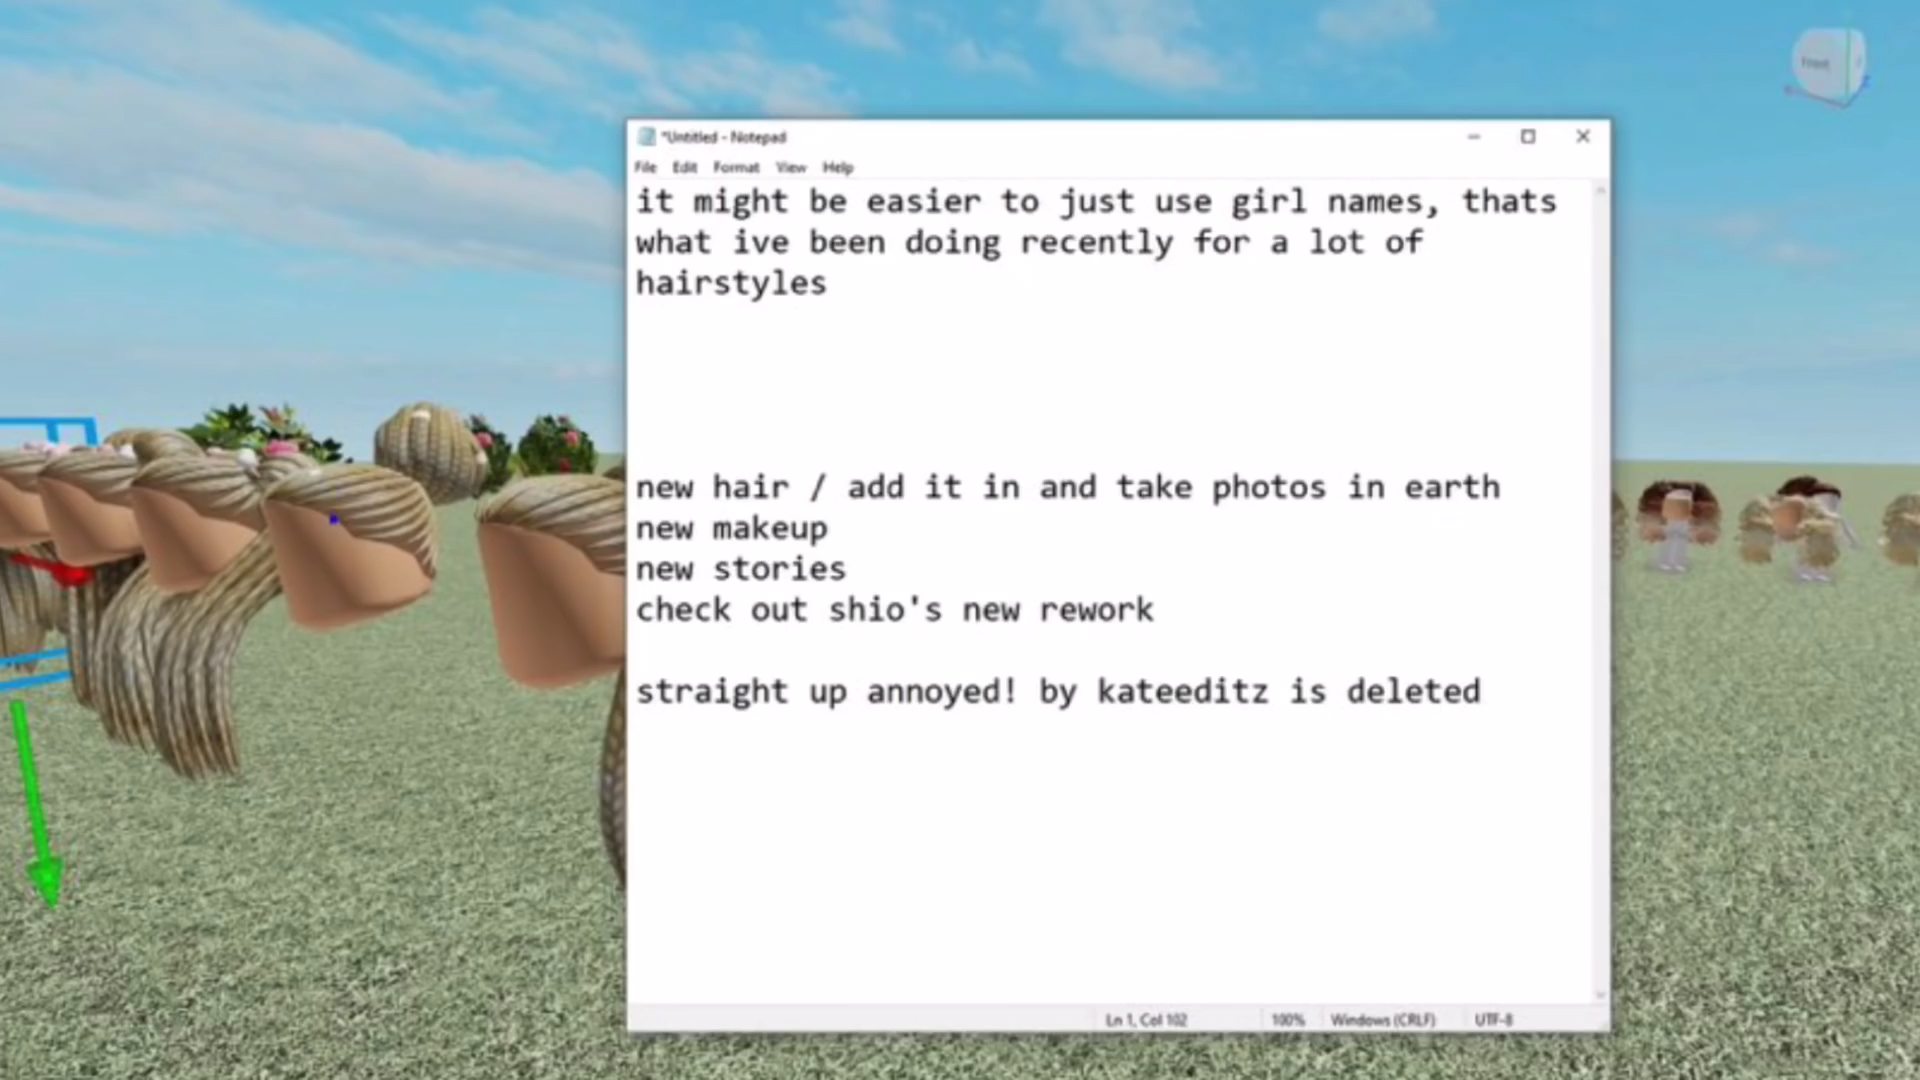 *Untitled - Notepad
File Edit Format View Help
it might be easier to just use girl names, thats
what ive been doing recently for a lot of
hairstyles
new hair / add it in and take photos in earth
new makeup
new stories
check out shio's new rework
straight up annoyed! by kateeditz is deleted
Ln 1, Col 102 100% Windows (CRLF) UTF-8